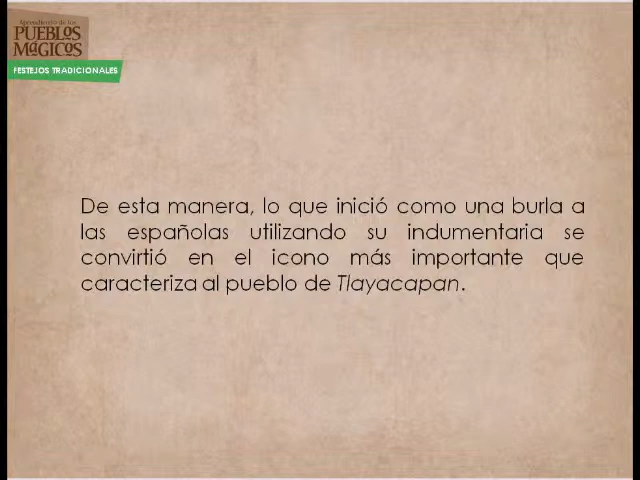 Aprendiendo de los
PUEBLOS
MÁGICOS
FESTEJOS TRADICIONALES
De esta manera, lo que inició como una burla a
las españolas utilizando su indumentaria se
convirtió en el icono más importante que
caracteriza al pueblo de Tlayacapan.